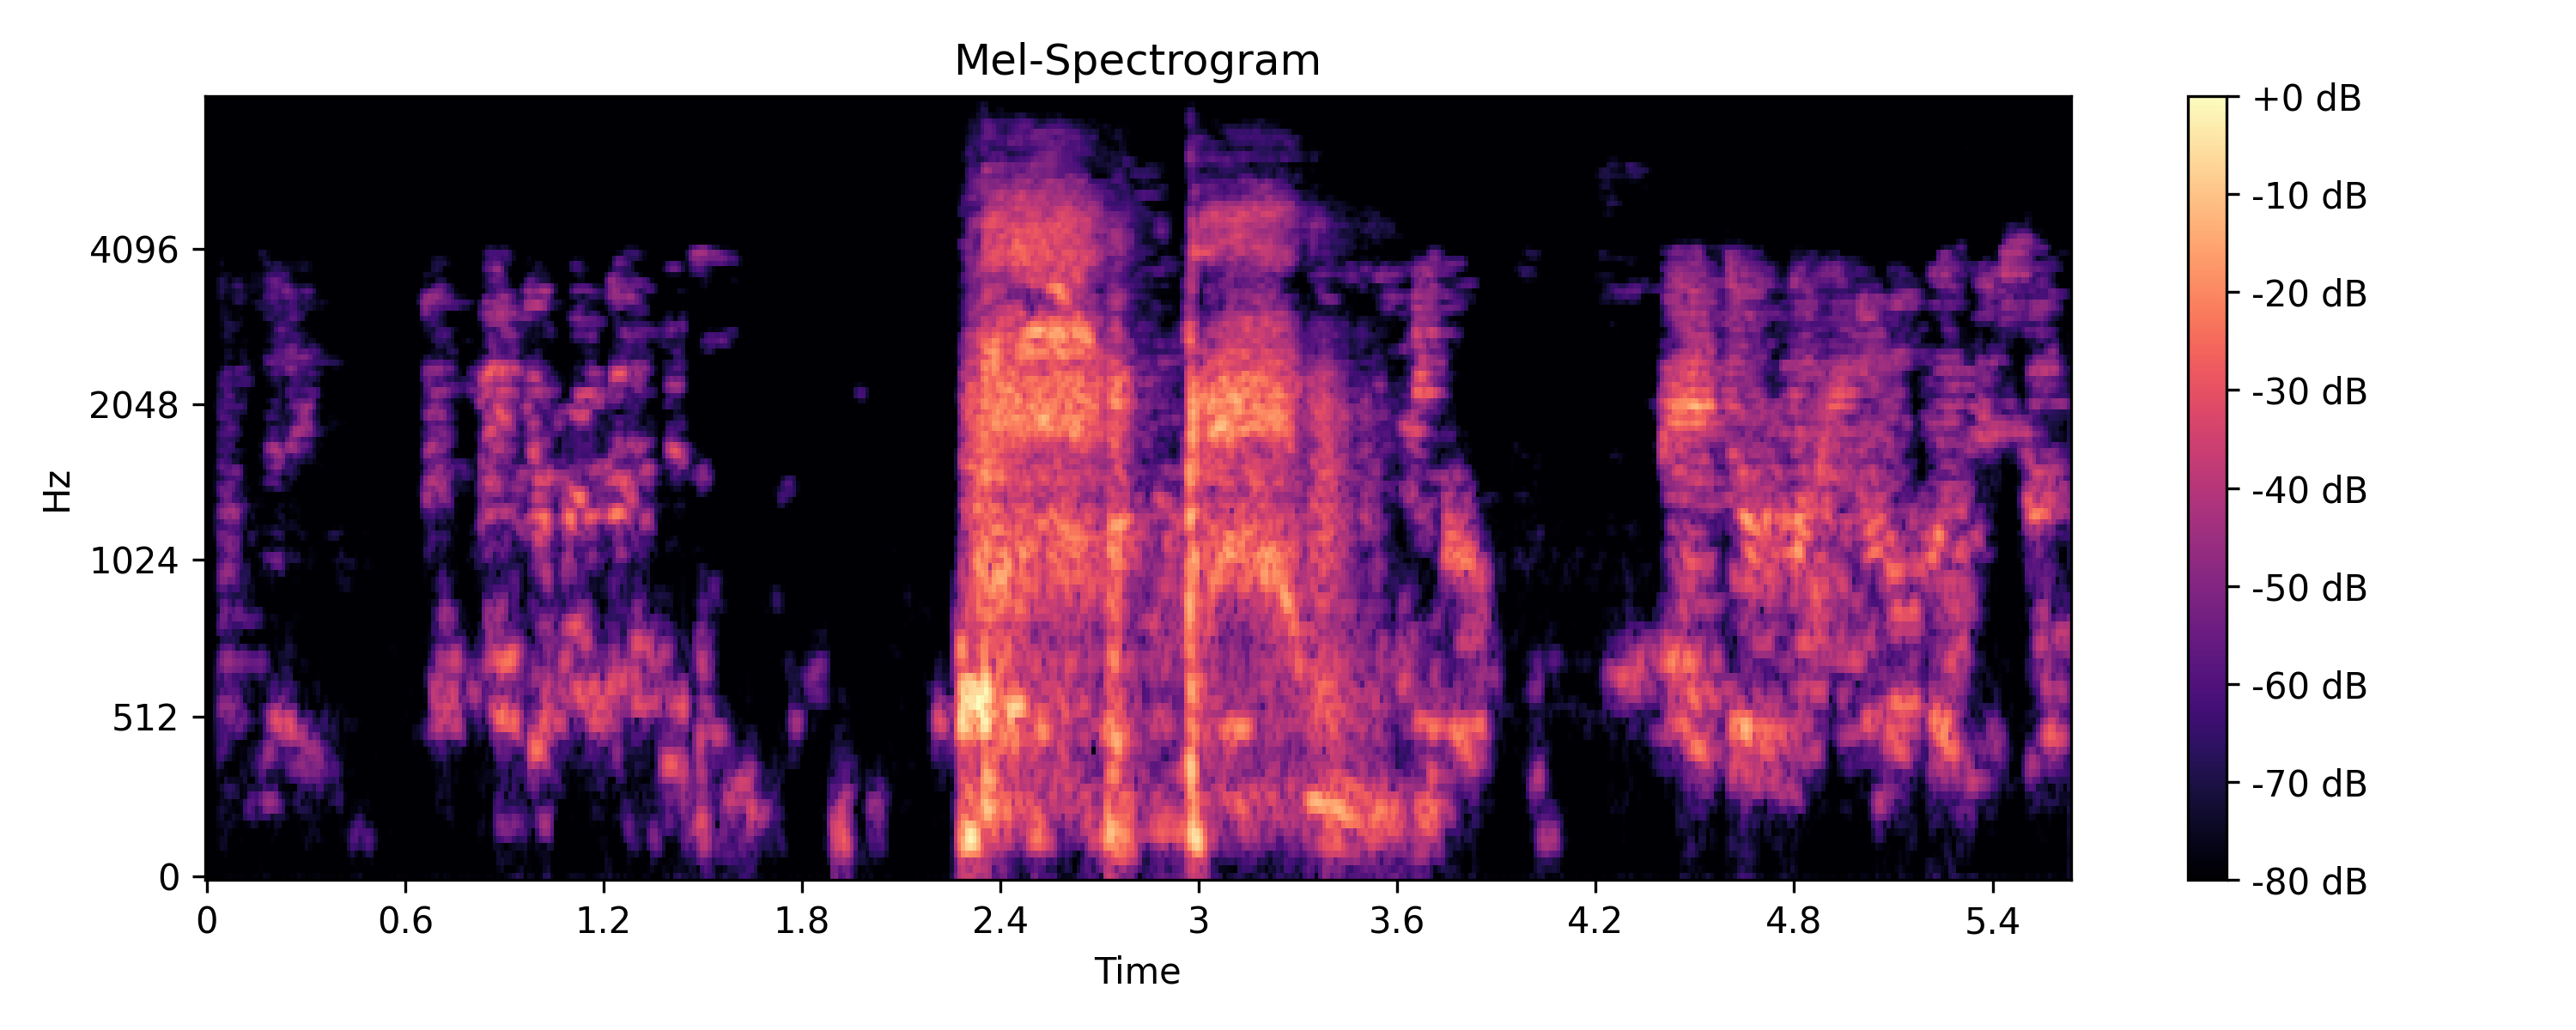 Mel-Spectrogram
+0 dB
-10 dB
-20 dB
-30 dB
-40 dB
-50 dB
-60 dB
-70 dB
-80 dB
Hz
4096
2048
1024
512
0
0 0.6 1.2 1.8 2.4 3 3.6 4.2 4.8 5.4
Time